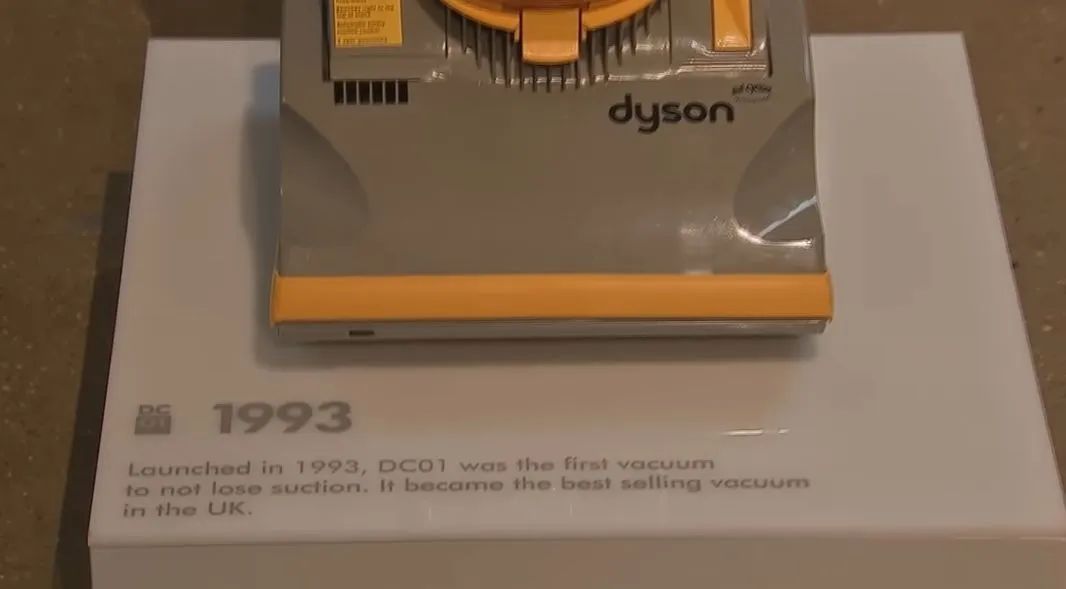 dyson
DC
01
1993
Launched in 1993, DC01 was the first vacuum
to not lose suction. It became the best selling vacuum
in the UK.